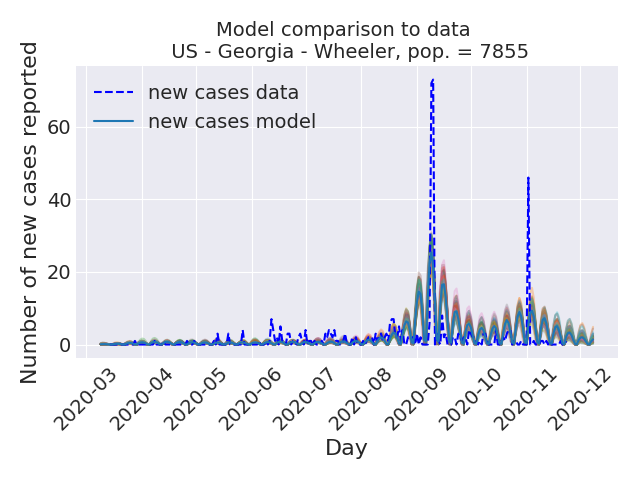 Model comparison to data
US - Georgia - Wheeler, pop. = 7855
Number of new cases reported
new cases data
new cases model
60
40
20
0
2020-03
2020-04
2020-05
2020-06
2020-07
2020-08
2020-09
2020-10
2020-11
2020-12
Day